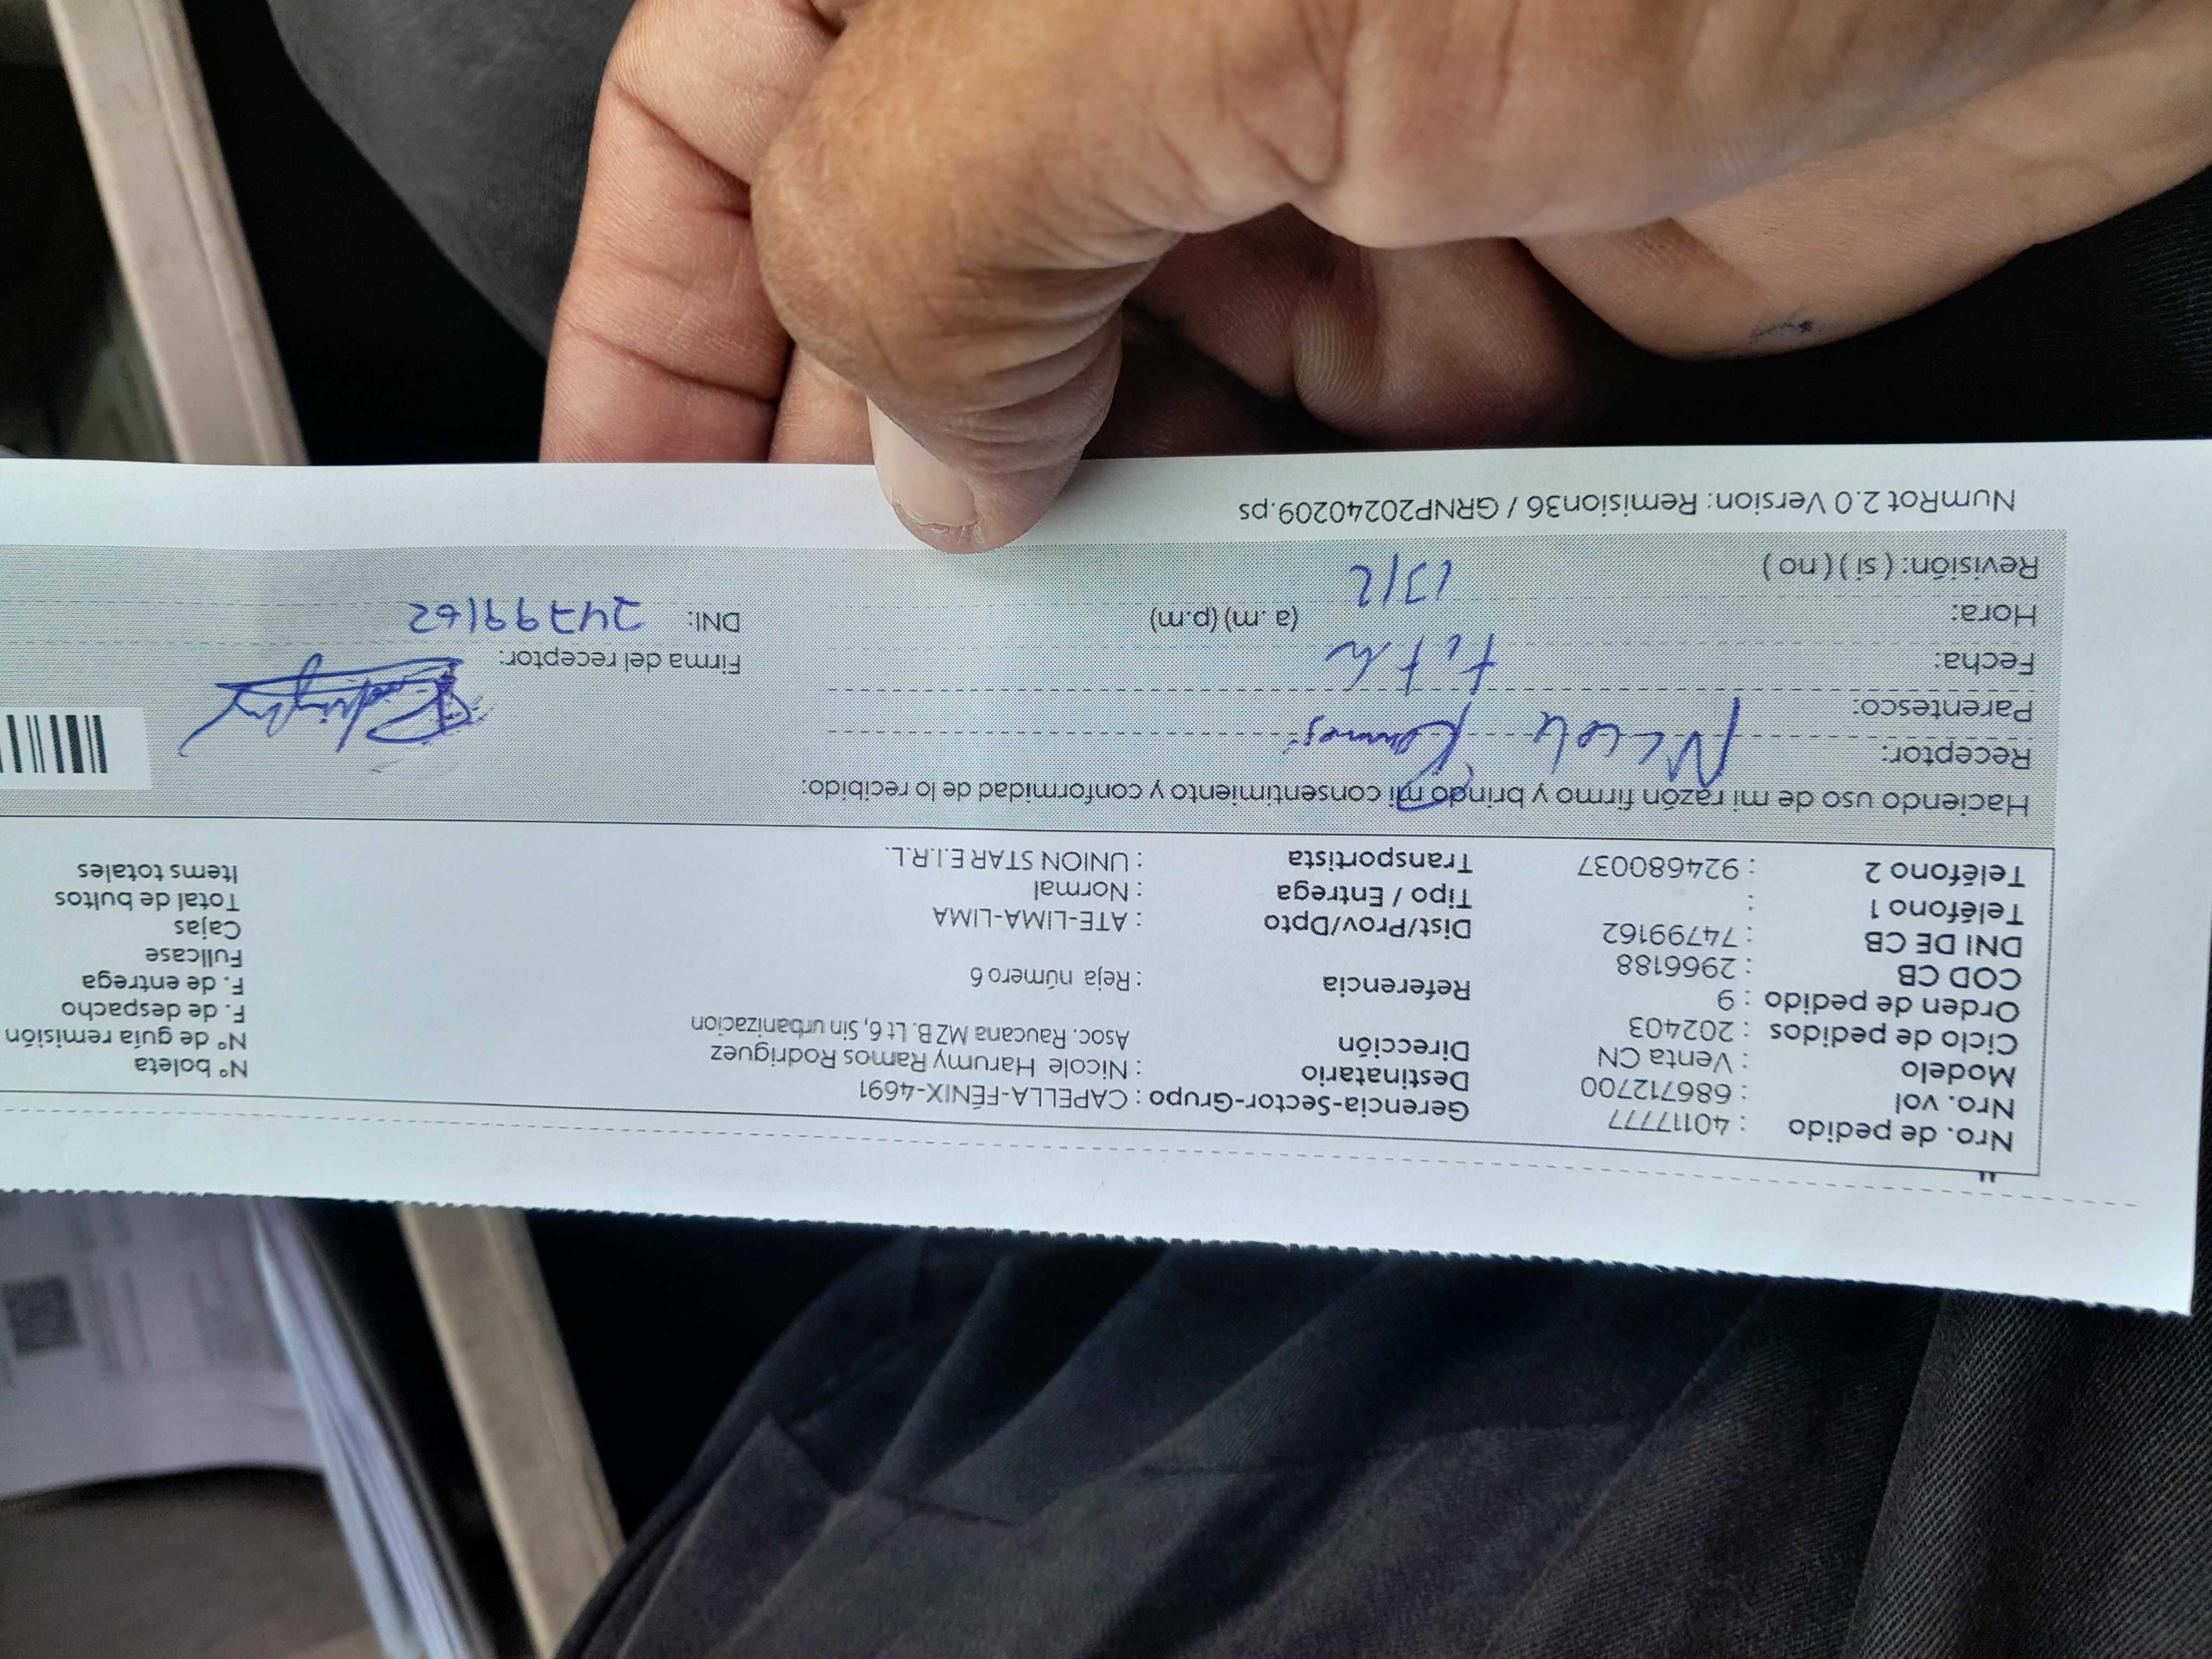 Nro. de pedido : 40117777
Nro. vol : 686712700
Modelo : Venta CN
Ciclo de pedidos : 202403
Orden de pedido : 9
COD CB : 2966188
DNI DE CB : 74799162
Teléfono 1 :
Teléfono 2 : 924680037
Gerencia-Sector-Grupo : CAPELLA-FÉNIX-4691
Destinatario : Nicole Harumy Ramos Rodriguez
Dirección Asoc. Raucana MZ B. Lt 6, Sin urbanizacion
Referencia : Reja número 6
Dist/Prov/Dpto : ATE-LIMA-LIMA
Tipo / Entrega : Normal
Transportista : UNION STAR E.I.R.L.
N° boleta
N° de guía remisión
F. de despacho
F. de entrega
Fullcase
Cajas
Total de bultos
Items totales
Haciendo uso de mi razón firmo y brindo mi consentimiento y conformidad de lo recibido:
Receptor: Nicole Ramos
Parentesco:
Fecha:
Hora: (a .m) (p.m)
13/2
Revisión: ( si ) ( no )
Firma del receptor:
DNI: 24799162
NumRot 2.0 Version: Remision36 / GRNP20240209.ps